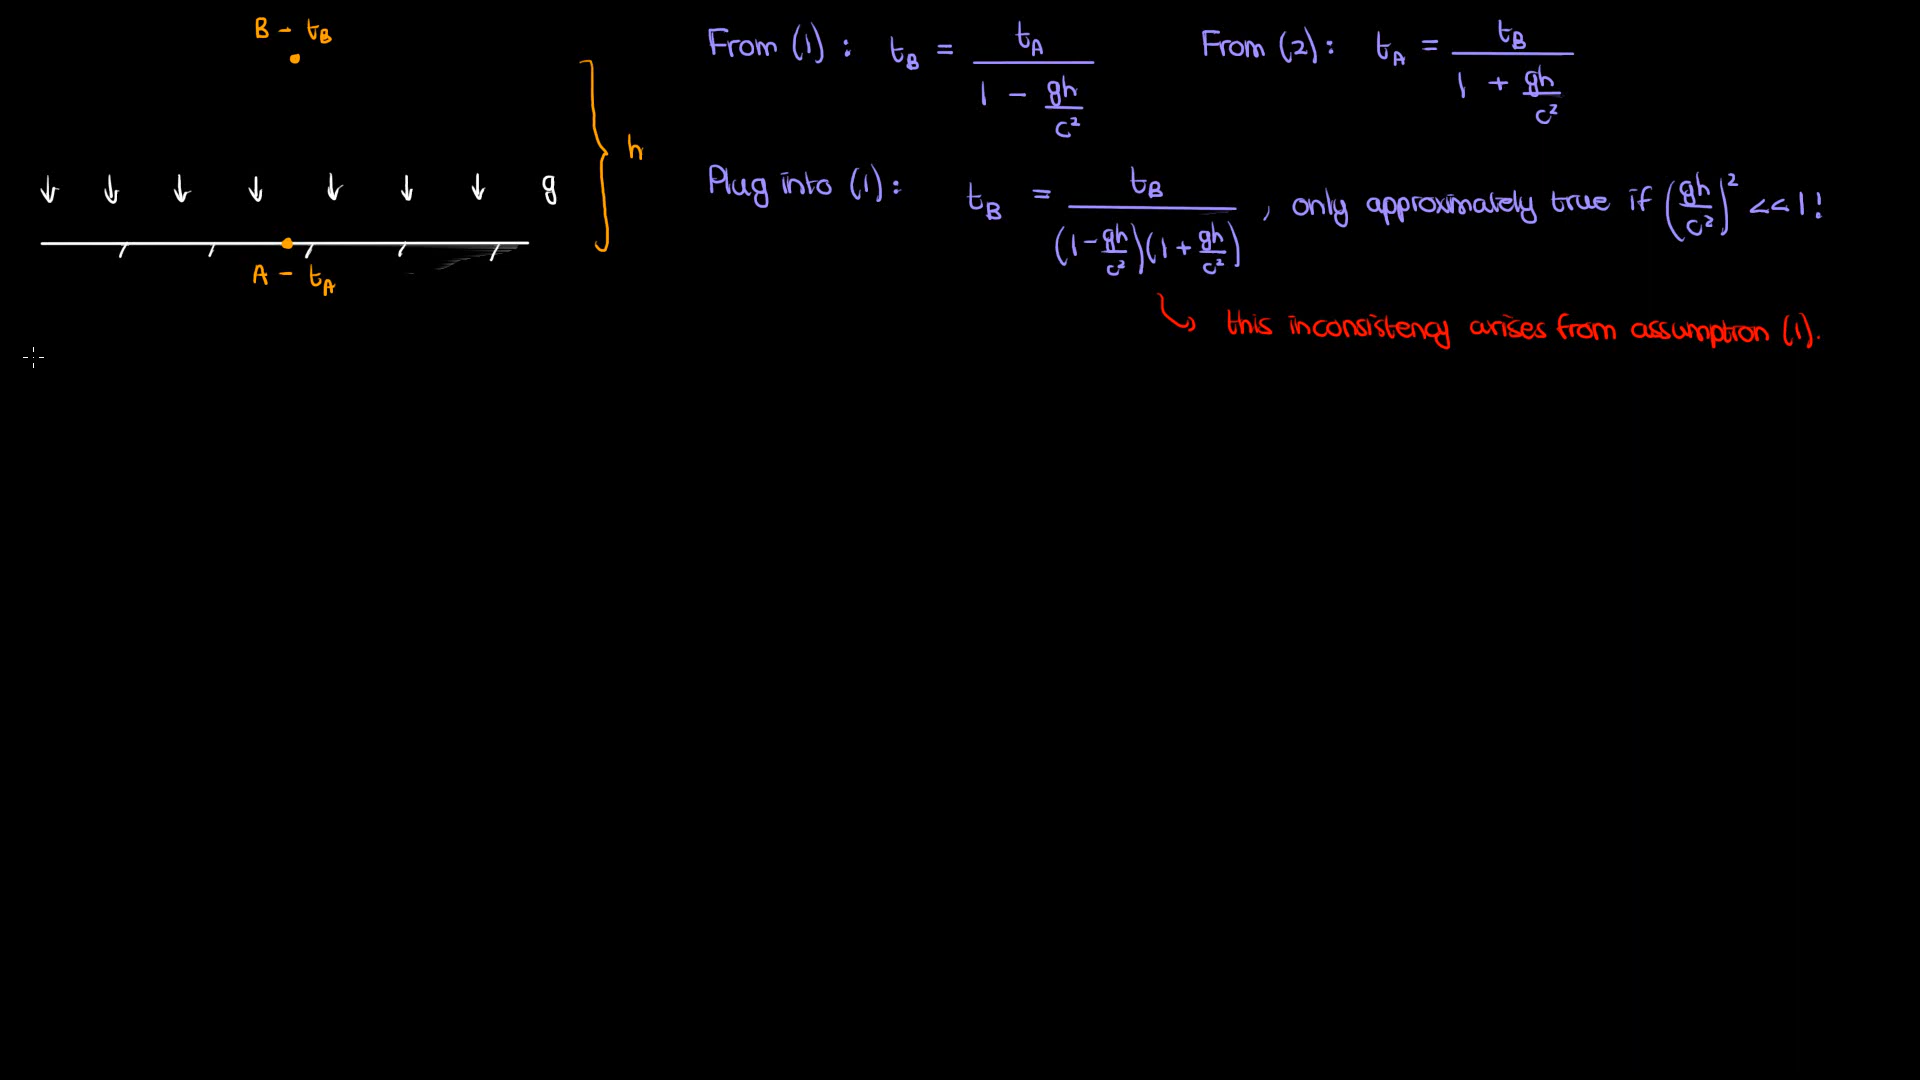 B - t_B
h
g
A - t_A
From (1) : t_B = t_A / (1 - gh/c²)
From (2) : t_A = t_B / (1 + gh/c²)
Plug into (1) : t_B = t_B / ((1 - gh/c²)(1 + gh/c²)) , only approximately true if (gh/c²)² << 1!
this inconsistency arises from assumption (1).